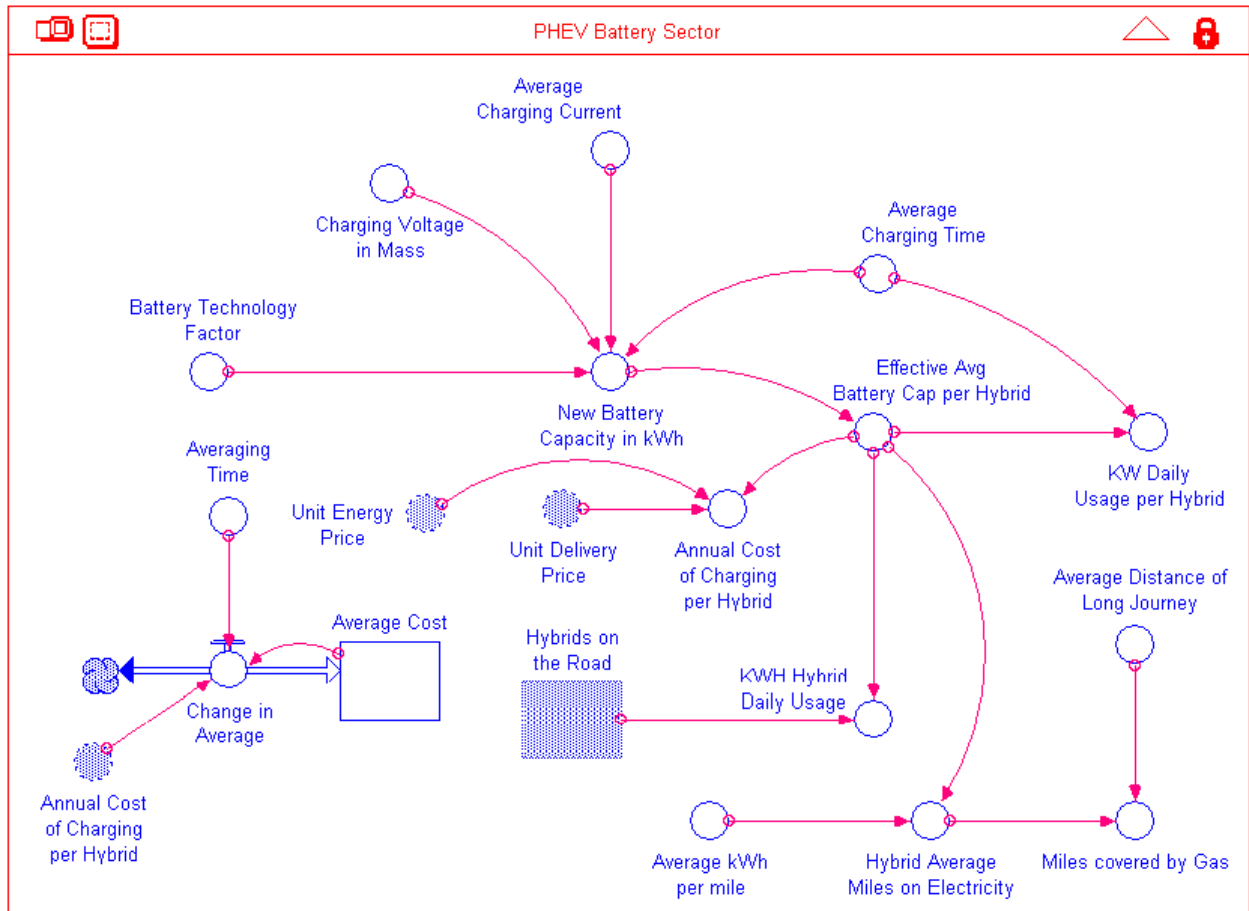 PHEV Battery Sector
Average
Charging Current
Charging Voltage
in Mass
Average
Charging Time
Battery Technology
Factor
New Battery
Capacity in kWh
Effective Avg
Battery Cap per Hybrid
KW Daily
Usage per Hybrid
Averaging
Time
Unit Energy
Price
Unit Delivery
Price
Annual Cost
of Charging
per Hybrid
Average Distance of
Long Journey
Average Cost
Hybrids on
the Road
KWH Hybrid
Daily Usage
Change in
Average
Annual Cost
of Charging
per Hybrid
Average kWh
per mile
Hybrid Average
Miles on Electricity
Miles covered by Gas